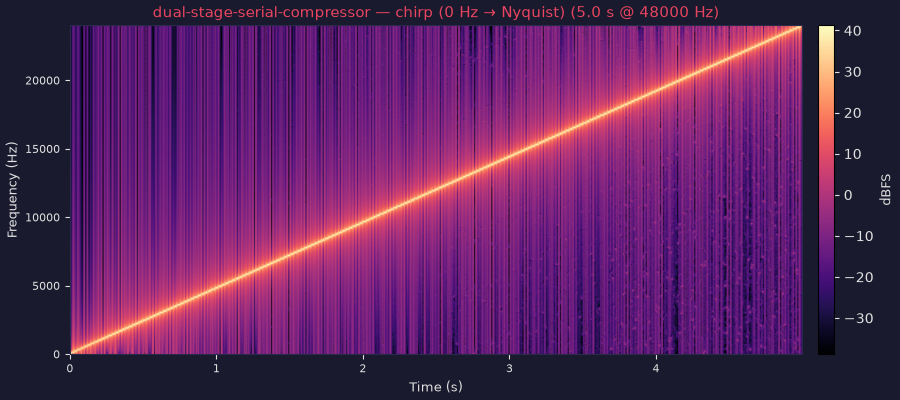 dual-stage-serial-compressor — chirp (0 Hz → Nyquist) (5.0 s @ 48000 Hz)
Frequency (Hz)
20000
15000
10000
5000
0
0 1 2 3 4
Time (s)
40
30
20
10
0
−10
−20
−30
dBFS